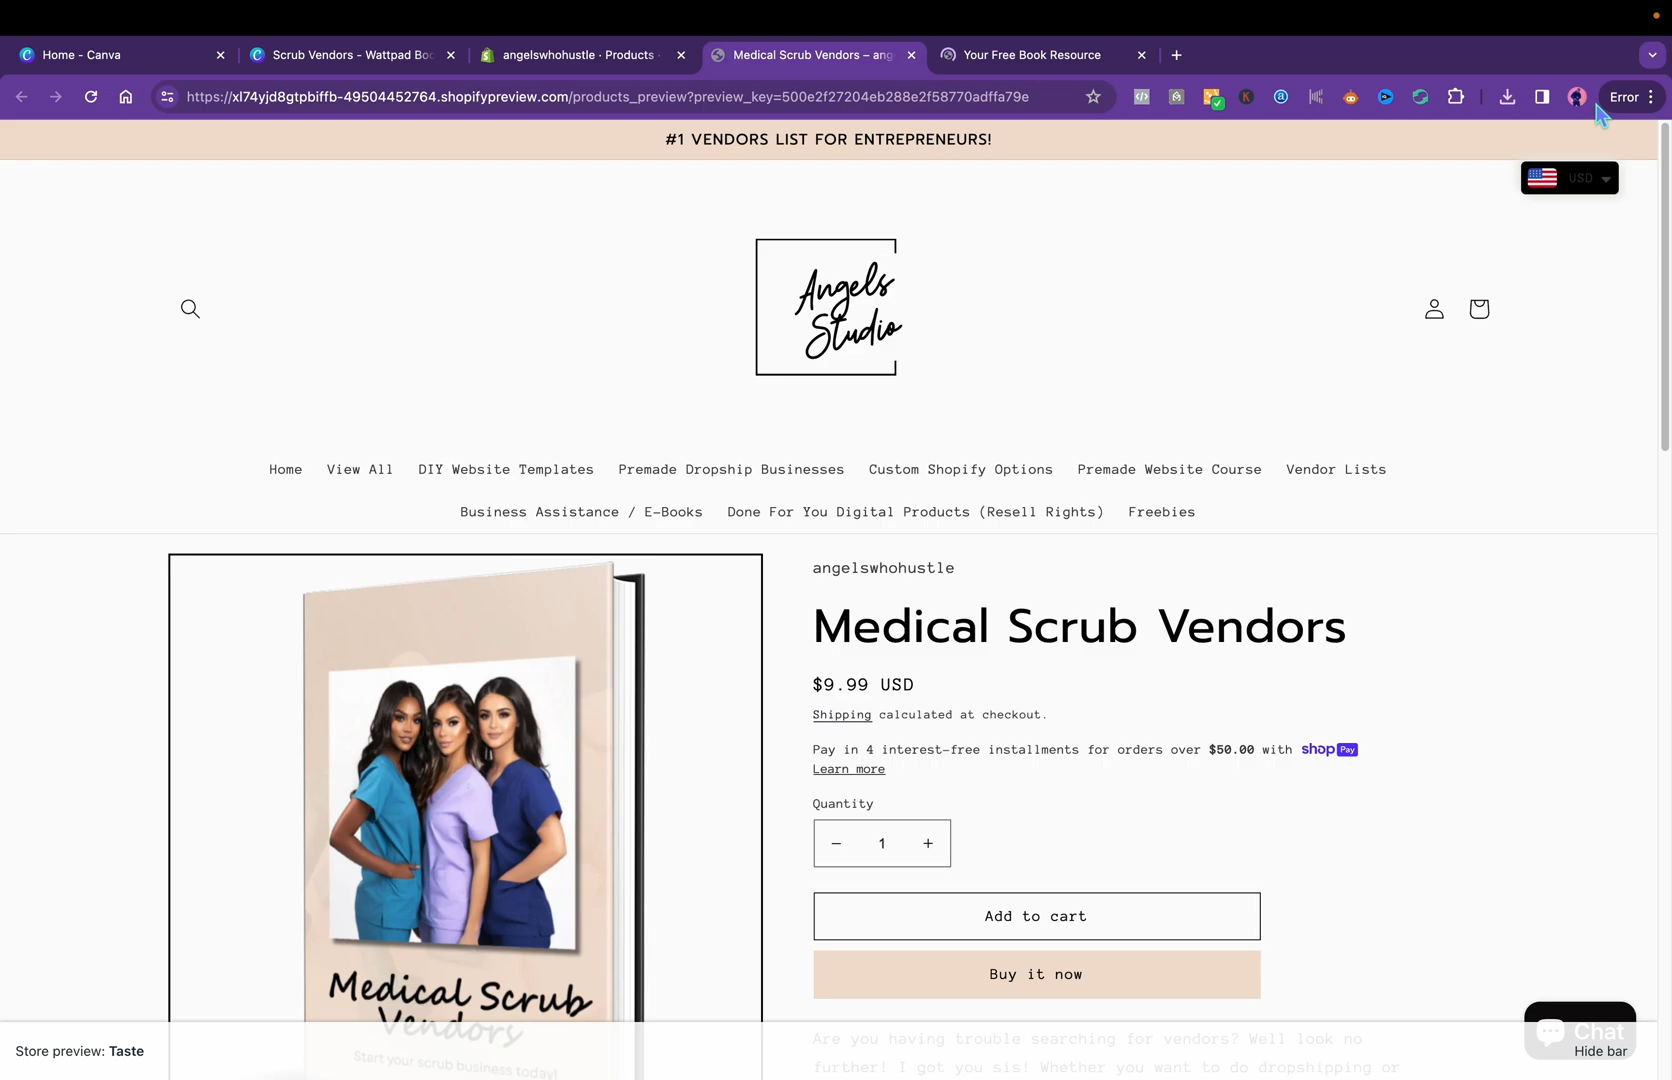 Home - Canva
Scrub Vendors - Wattpad Boo
angelswhohustle · Products ·
Medical Scrub Vendors – ang
Your Free Book Resource
https://xl74yjd8gtpbiffb-49504452764.shopifypreview.com/products_preview?preview_key=500e2f27204eb288e2f58770adffa79e
Error
#1 VENDORS LIST FOR ENTREPRENEURS!
USD
Angels
Studio
Home View All DIY Website Templates Premade Dropship Businesses Custom Shopify Options Premade Website Course Vendor Lists
Business Assistance / E-Books Done For You Digital Products (Resell Rights) Freebies
angelswhohustle
Medical Scrub Vendors
$9.99 USD
Shipping calculated at checkout.
Pay in 4 interest-free installments for orders over $50.00 with shop Pay
Learn more
Quantity
− 1 +
Add to cart
Buy it now
Medical Scrub
Vendors
Start your scrub business today!
Are you having trouble searching for vendors? Well look no
further! I got you sis! Whether you want to do dropshipping or
Chat
Store preview: Taste
Hide bar